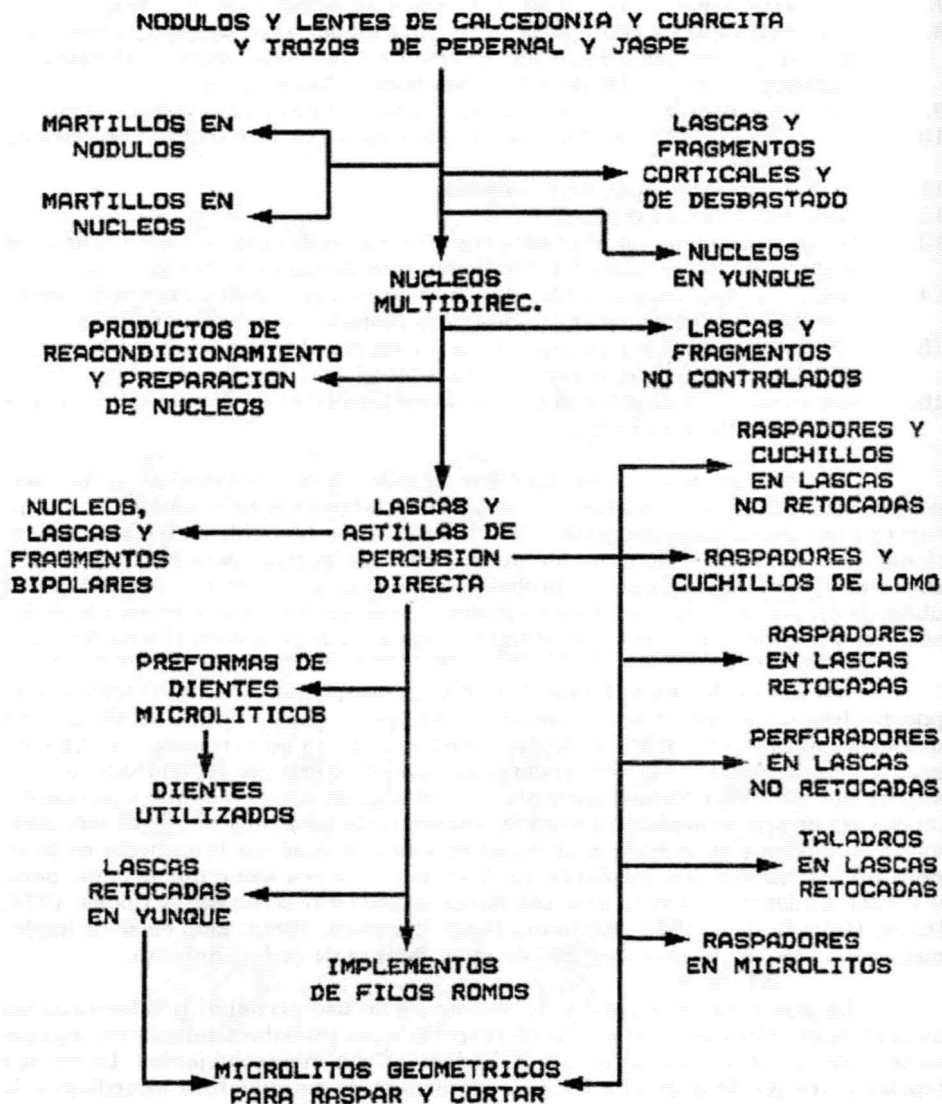 NODULOS Y LENTES DE CALCEDONIA Y CUARCITA
Y TROZOS DE PEDERNAL Y JASPE
MARTILLOS EN
NODULOS
MARTILLOS EN
NUCLEOS
LASCAS Y
FRAGMENTOS
CORTICALES Y
DE DESBASTADO
NUCLEOS
EN YUNQUE
NUCLEOS
MULTIDIREC.
PRODUCTOS DE
REACONDICIONAMIENTO
Y PREPARACION
DE NUCLEOS
LASCAS Y
FRAGMENTOS
NO CONTROLADOS
RASPADORES Y
CUCHILLOS
EN LASCAS
NO RETOCADAS
NUCLEOS,
LASCAS Y
FRAGMENTOS
BIPOLARES
LASCAS Y
ASTILLAS DE
PERCUSION
DIRECTA
RASPADORES Y
CUCHILLOS DE LOMO
PREFORMAS DE
DIENTES
MICROLITICOS
RASPADORES
EN LASCAS
RETOCADAS
DIENTES
UTILIZADOS
PERFORADORES
EN LASCAS
NO RETOCADAS
LASCAS
RETOCADAS
EN YUNQUE
TALADROS
EN LASCAS
RETOCADAS
IMPLEMENTOS
DE FILOS ROMOS
RASPADORES
EN MICROLITOS
MICROLITOS GEOMETRICOS
PARA RASPAR Y CORTAR